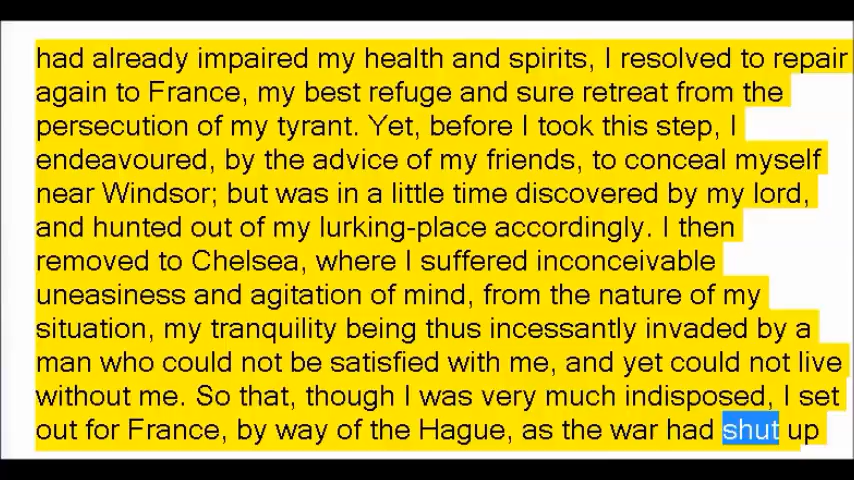 had already impaired my health and spirits, I resolved to repair
again to France, my best refuge and sure retreat from the
persecution of my tyrant. Yet, before I took this step, I
endeavoured, by the advice of my friends, to conceal myself
near Windsor; but was in a little time discovered by my lord,
and hunted out of my lurking-place accordingly. I then
removed to Chelsea, where I suffered inconceivable
uneasiness and agitation of mind, from the nature of my
situation, my tranquility being thus incessantly invaded by a
man who could not be satisfied with me, and yet could not live
without me. So that, though I was very much indisposed, I set
out for France, by way of the Hague, as the war had shut up